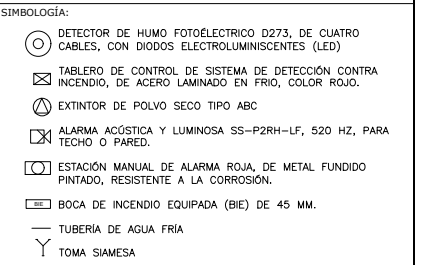 SIMBOLOGÍA:
DETECTOR DE HUMO FOTOÉLECTRICO D273, DE CUATRO
CABLES, CON DIODOS ELECTROLUMINISCENTES (LED)
TABLERO DE CONTROL DE SISTEMA DE DETECCIÓN CONTRA
INCENDIO, DE ACERO LAMINADO EN FRIO, COLOR ROJO.
EXTINTOR DE POLVO SECO TIPO ABC
ALARMA ACÚSTICA Y LUMINOSA SS-P2RH-LF, 520 HZ, PARA
TECHO O PARED.
ESTACIÓN MANUAL DE ALARMA ROJA, DE METAL FUNDIDO
PINTADO, RESISTENTE A LA CORROSIÓN.
BIE BOCA DE INCENDIO EQUIPADA (BIE) DE 45 MM.
TUBERÍA DE AGUA FRÍA
TOMA SIAMESA